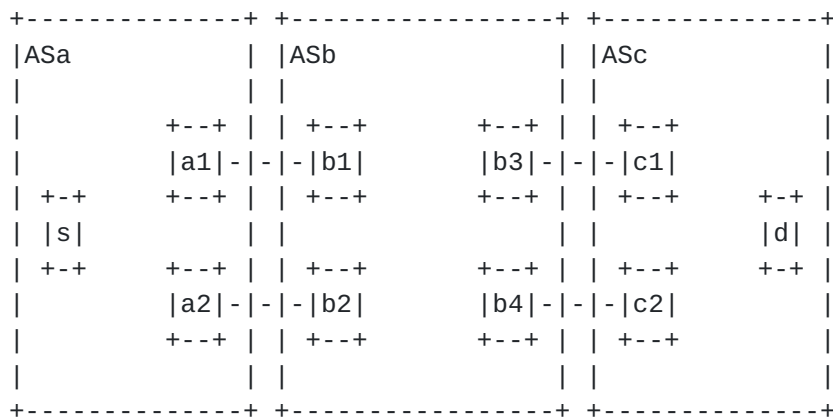 +---------------+ +------------------+ +---------------+
|ASa            | |ASb               | |ASc            |
|               | |                  | |               |
|         +--+ | | +--+       +--+ | | +--+         |
|         |a1|-|-|-|b1|       |b3|-|-|-|c1|         |
| +-+     +--+ | | +--+       +--+ | | +--+     +-+ |
| |s|          | |                 | |          |d| |
| +-+     +--+ | | +--+       +--+ | | +--+     +-+ |
|         |a2|-|-|-|b2|       |b4|-|-|-|c2|         |
|         +--+ | | +--+       +--+ | | +--+         |
|               | |                  | |               |
+---------------+ +------------------+ +---------------+